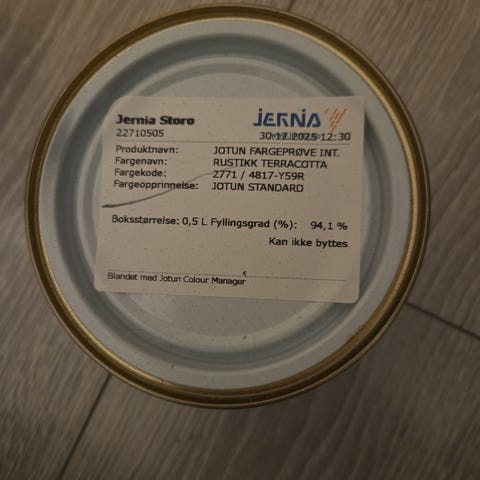 Jernia Storo
JERNIA
22710505
30.12.2025 12:30
Produktnavn: JOTUN FARGEPRØVE INT.
Fargenavn: RUSTIKK TERRACOTTA
Fargekode: 2771 / 4817-Y59R
Fargeopprinnelse: JOTUN STANDARD
Boksstørrelse: 0,5 L Fyllingsgrad (%): 94,1 %
Kan ikke byttes
Blandet med Jotun Colour Manager